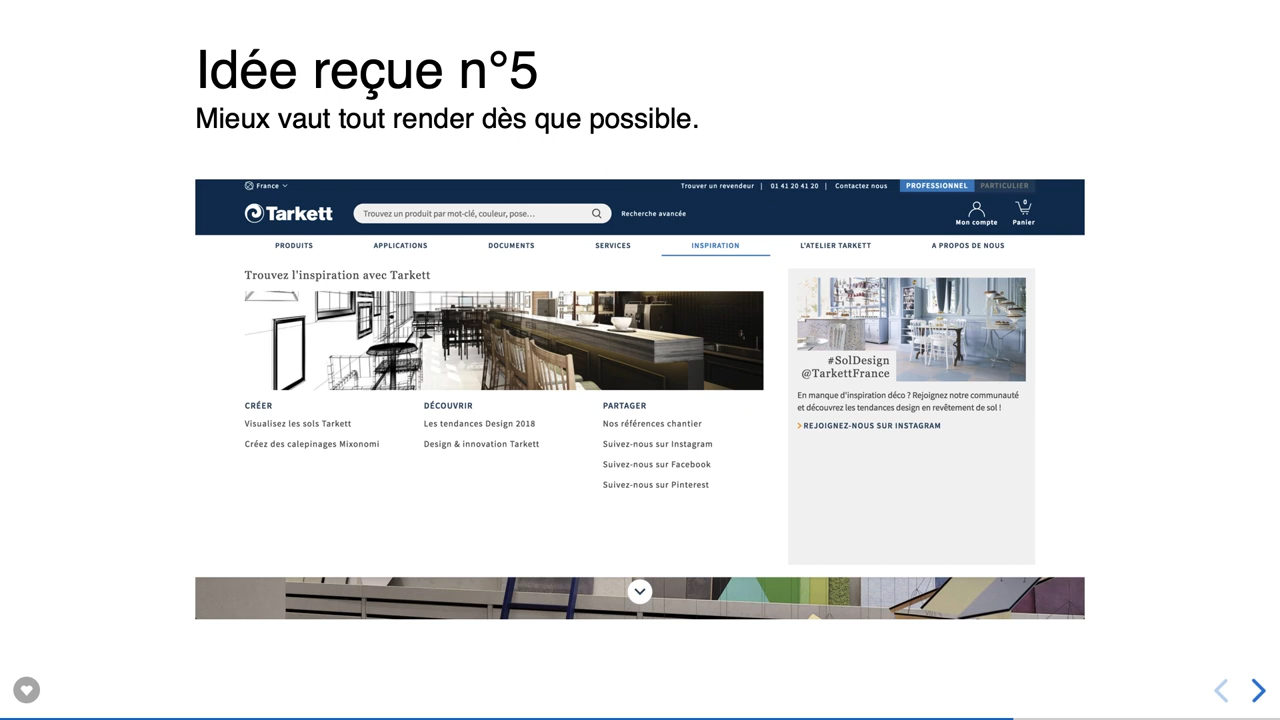 Idée reçue n°5
Mieux vaut tout render dès que possible.
France
Trouver un revendeur | 01 41 20 41 20 | Contactez nous
PROFESSIONNEL
PARTICULIER
Tarkett
Trouvez un produit par mot-clé, couleur, pose...
Recherche avancée
Mon compte
0
Panier
PRODUITS
APPLICATIONS
DOCUMENTS
SERVICES
INSPIRATION
L'ATELIER TARKETT
A PROPOS DE NOUS
Trouvez l'inspiration avec Tarkett
CRÉER
Visualisez les sols Tarkett
Créez des calepinages Mixonomi
DÉCOUVRIR
Les tendances Design 2018
Design & innovation Tarkett
PARTAGER
Nos références chantier
Suivez-nous sur Instagram
Suivez-nous sur Facebook
Suivez-nous sur Pinterest
#SolDesign
@TarkettFrance
En manque d'inspiration déco ? Rejoignez notre communauté
et découvrez les tendances design en revêtement de sol !
REJOIGNEZ-NOUS SUR INSTAGRAM